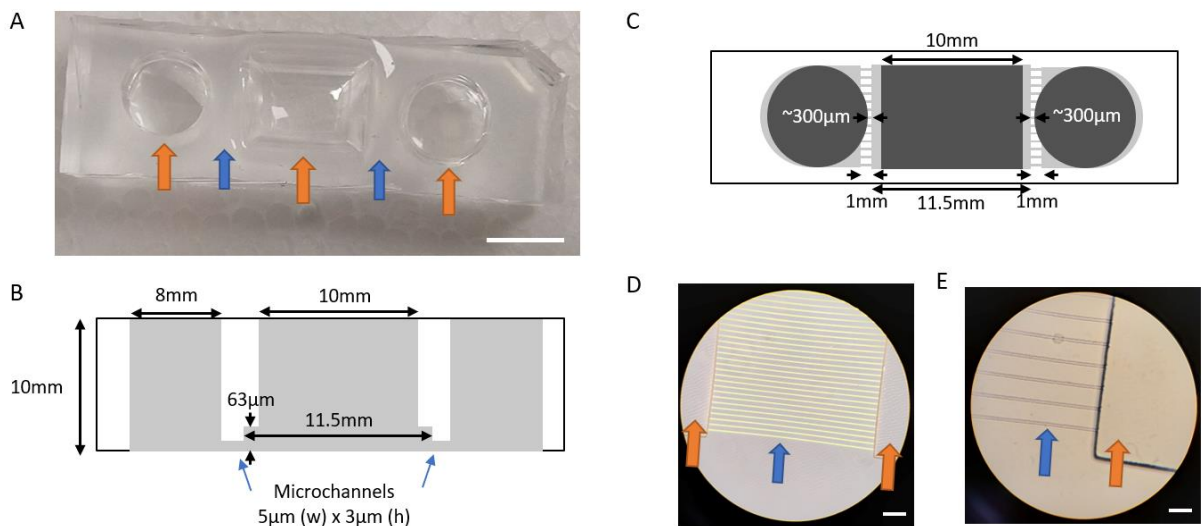 A
B
8mm
10mm
10mm
63µm
11.5mm
Microchannels
5µm (w) x 3µm (h)
C
10mm
~300µm
~300µm
1mm
11.5mm
1mm
D
E